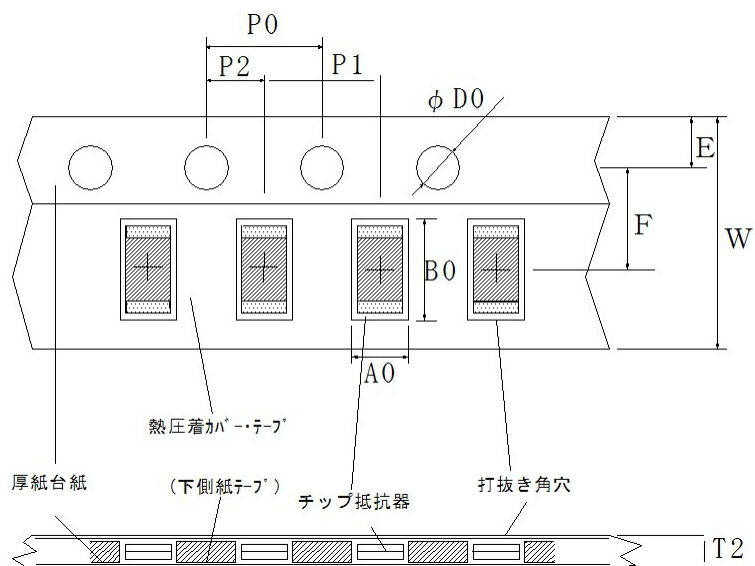 P0
P2
P1
φD0
E
F
W
B0
A0
熱圧着ｶﾊﾞｰ･ﾃｰﾌﾟ
厚紙台紙
(下側紙ﾃｰﾌﾟ)
チップ抵抗器
打抜き角穴
T2